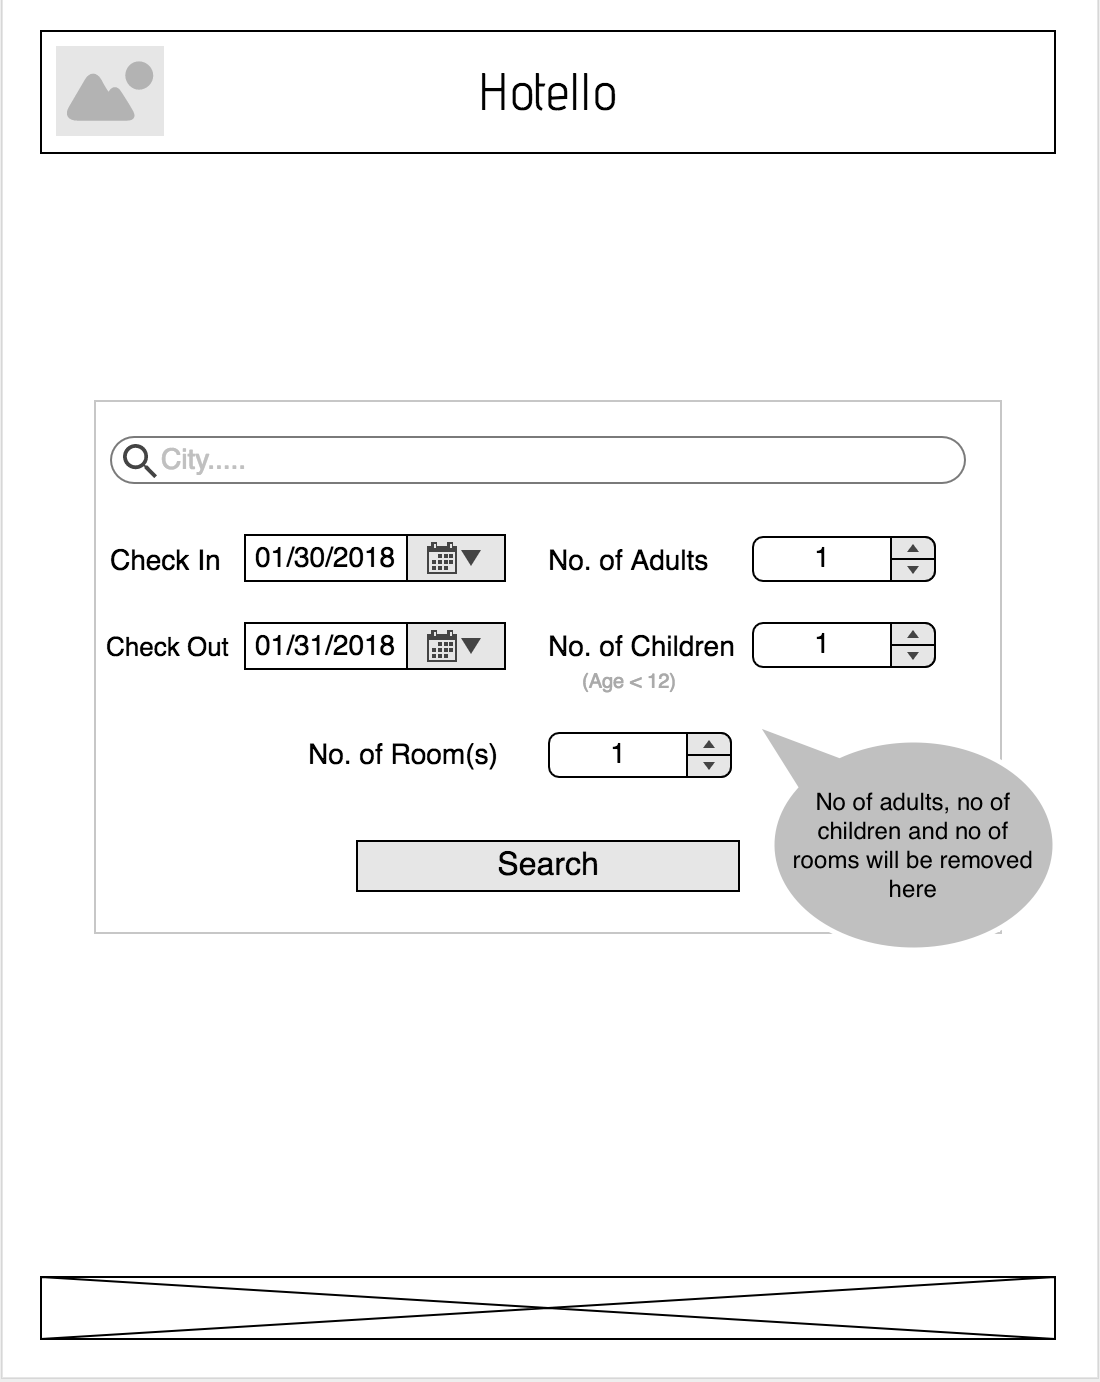 Hotello
City.....
Check In 01/30/2018 No. of Adults 1
Check Out 01/31/2018 No. of Children 1
(Age < 12)
No. of Room(s) 1
No of adults, no of
children and no of
rooms will be removed
here
Search